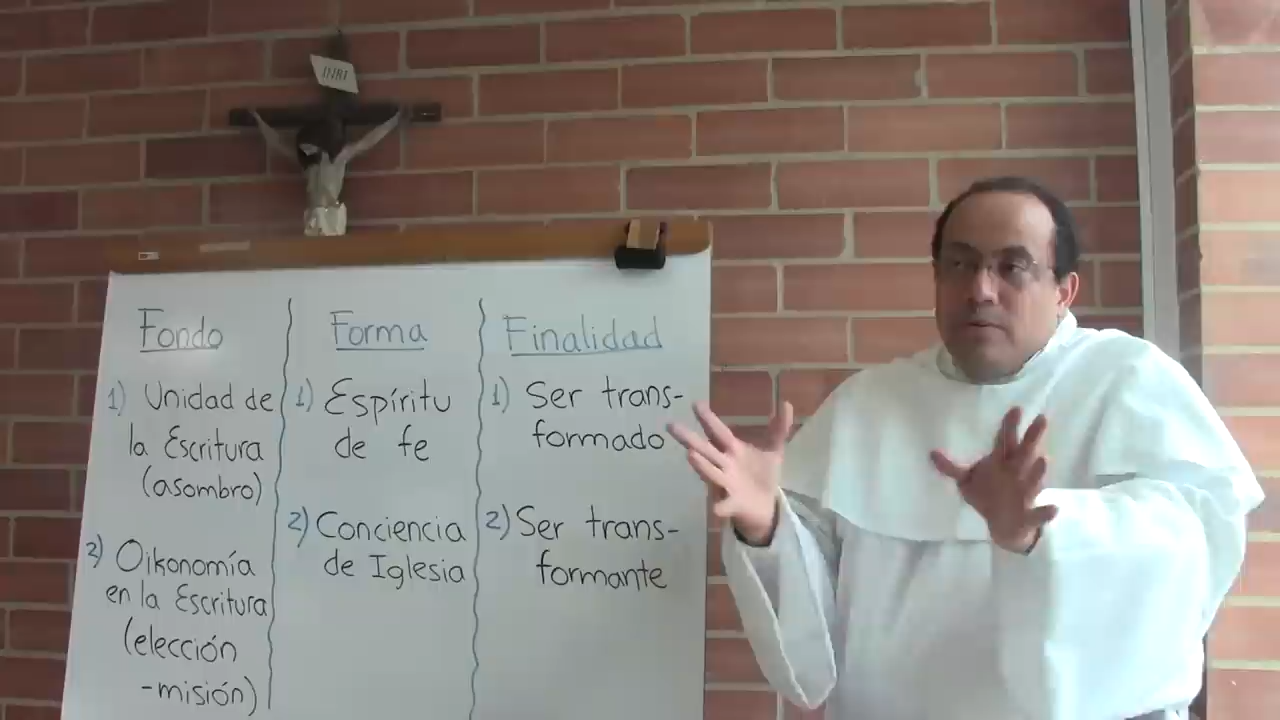 INRI
Fondo
1) Unidad de
la Escritura
(asombro)
2) Oikonomía
en la Escritura
(elección
-misión)
Forma
1) Espíritu
de fe
2) Conciencia
de Iglesia
Finalidad
1) Ser trans-
formado
2) Ser trans-
formante